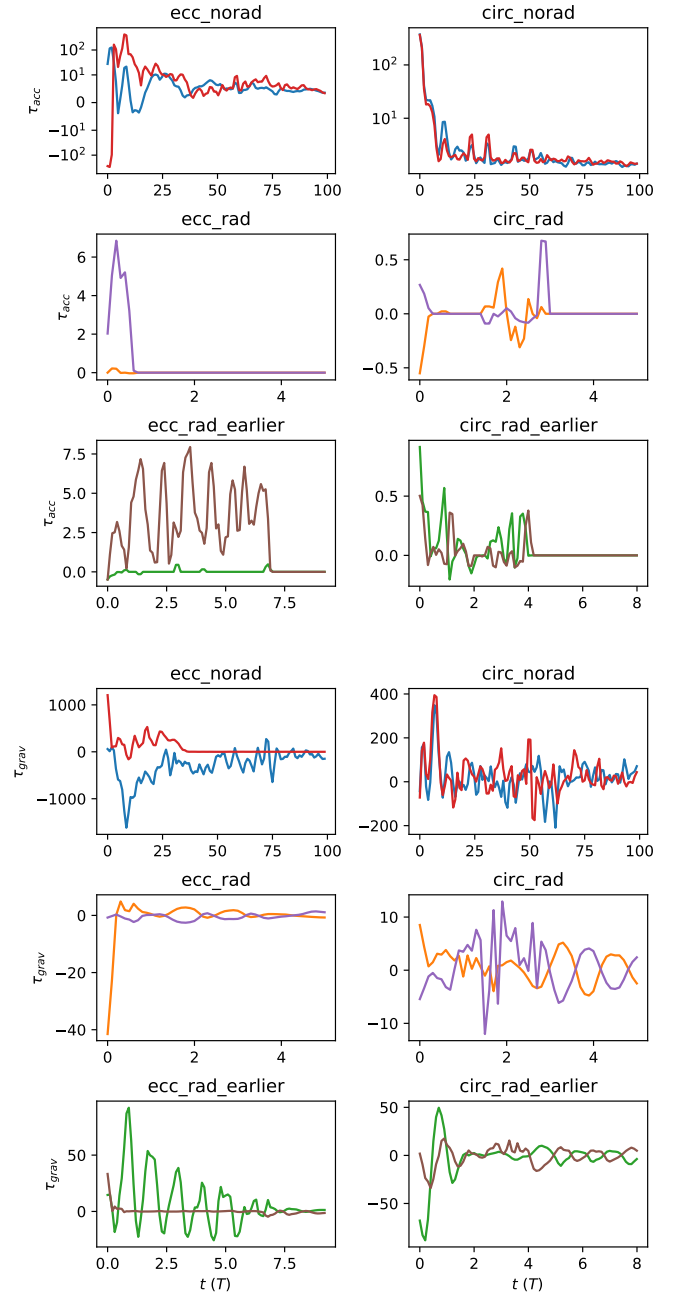 ecc_norad circ_norad
10² 10¹ 0 −10¹ −10² τacc 10² 10¹
0 25 50 75 100 0 25 50 75 100
ecc_rad circ_rad
6 4 2 0 τacc 0.5 0.0 −0.5
0 2 4 0 2 4
ecc_rad_earlier circ_rad_earlier
7.5 5.0 2.5 0.0 τacc 0.5 0.0
0.0 2.5 5.0 7.5 0 2 4 6 8
ecc_norad circ_norad
1000 0 −1000 τgrav 400 200 0 −200
0 25 50 75 100 0 25 50 75 100
ecc_rad circ_rad
0 −20 −40 τgrav 10 0 −10
0 2 4 0 2 4
ecc_rad_earlier circ_rad_earlier
50 0 τgrav 50 0 −50
0.0 2.5 5.0 7.5 0 2 4 6 8
t (T) t (T)